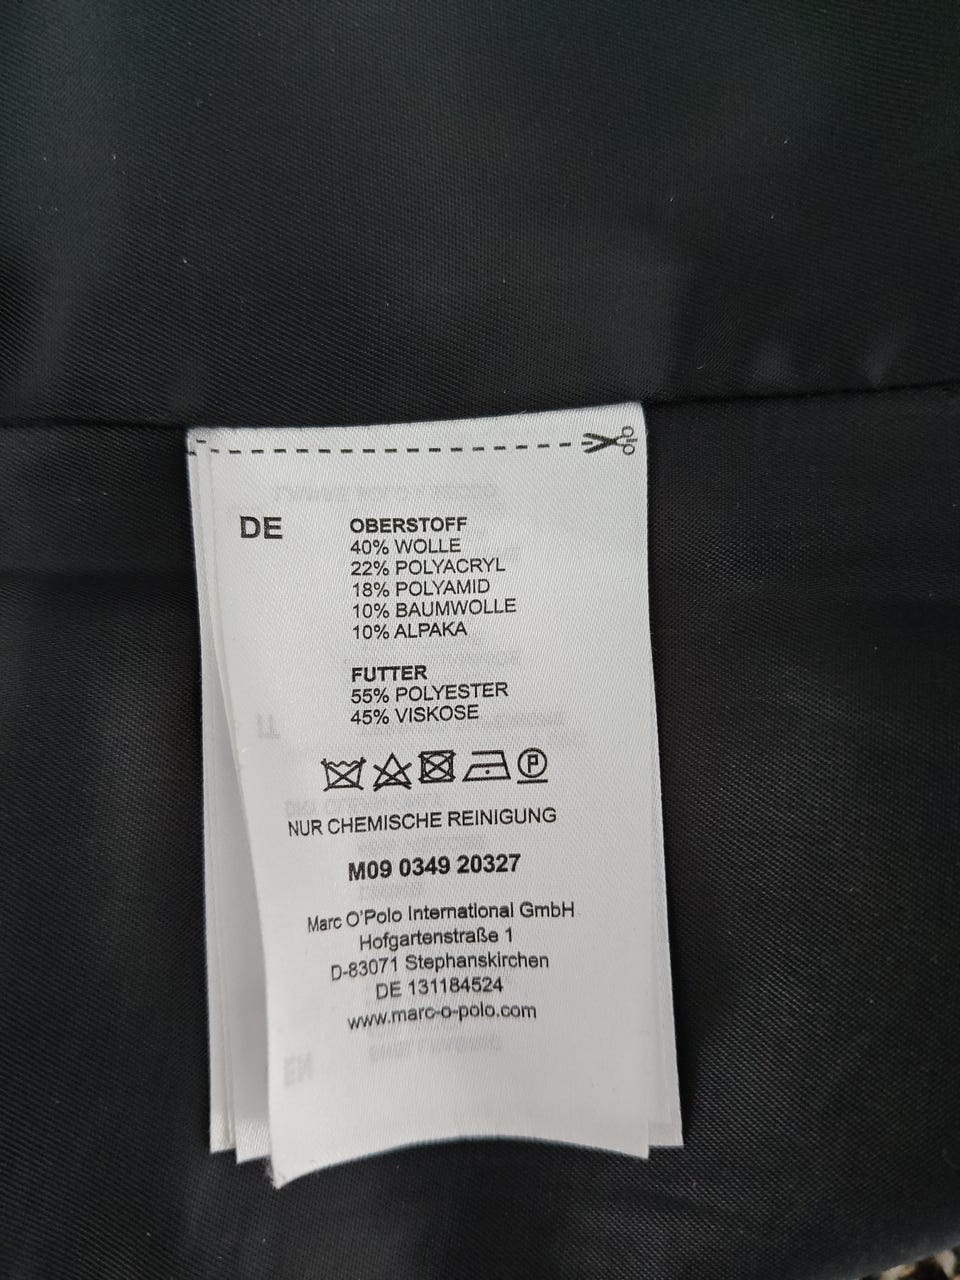 DE
OBERSTOFF
40% WOLLE
22% POLYACRYL
18% POLYAMID
10% BAUMWOLLE
10% ALPAKA
FUTTER
55% POLYESTER
45% VISKOSE
P
NUR CHEMISCHE REINIGUNG
M09 0349 20327
Marc O'Polo International GmbH
Hofgartenstraße 1
D-83071 Stephanskirchen
DE 131184524
www.marc-o-polo.com